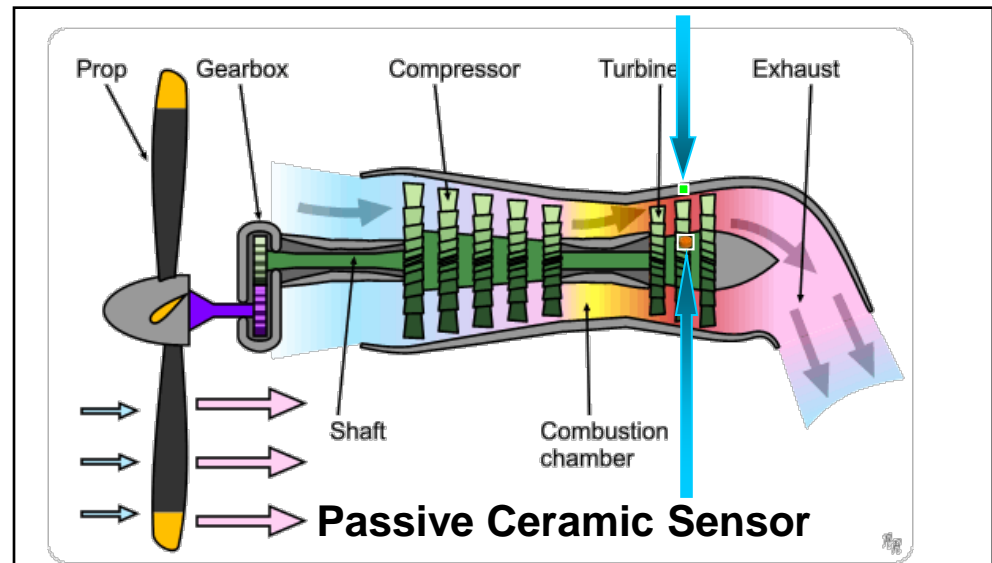 Prop
Gearbox
Compressor
Turbine
Exhaust
Shaft
Combustion
chamber
Passive Ceramic Sensor